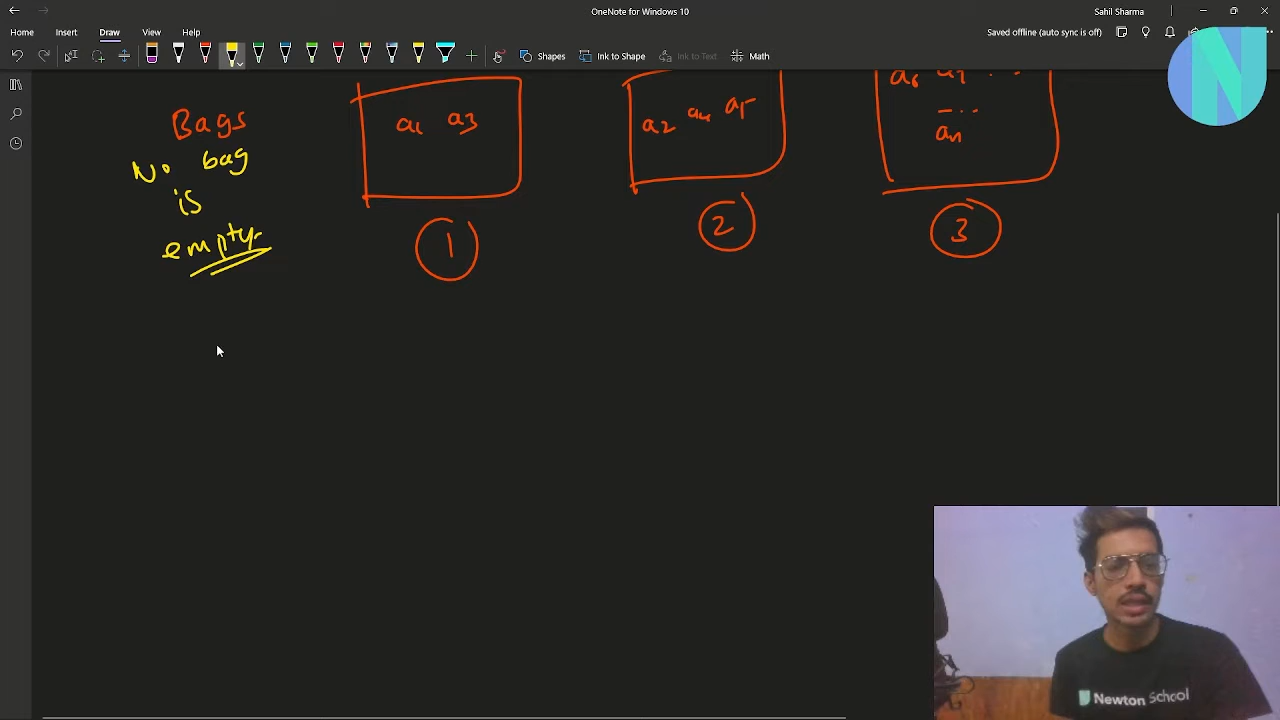 OneNote for Windows 10
Sahil Sharma
Home Insert Draw View Help
Saved offline (auto sync is off)
Shapes Ink to Shape Ink to Text Math
a6 a7 . . .
Bags
a1 a3
a2 a4 a5
_ . . .
an
No bag
is
empty
1
2
3
Newton School